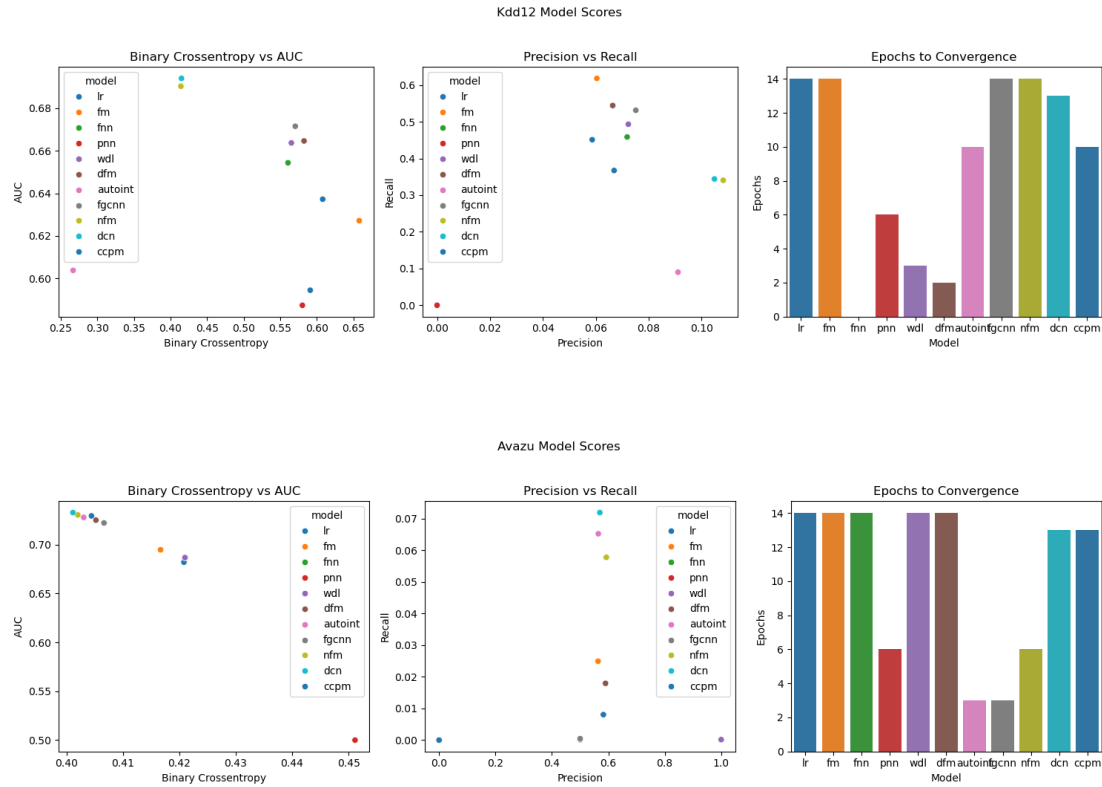 Kdd12 Model Scores
Binary Crossentropy vs AUC
AUC
0.68
0.66
0.64
0.62
0.60
model
lr
fm
fnn
pnn
wdl
dfm
autoint
fgcnn
nfm
dcn
ccpm
0.25 0.30 0.35 0.40 0.45 0.50 0.55 0.60 0.65
Binary Crossentropy
Precision vs Recall
Recall
0.6
0.5
0.4
0.3
0.2
0.1
0.0
model
lr
fm
fnn
pnn
wdl
dfm
autoint
fgcnn
nfm
dcn
ccpm
0.00 0.02 0.04 0.06 0.08 0.10
Precision
Epochs to Convergence
Epochs
14
12
10
8
6
4
2
0
lr fm fnn pnn wdl dfm autoint fgcnn nfm dcn ccpm
Model
Avazu Model Scores
Binary Crossentropy vs AUC
AUC
0.70
0.65
0.60
0.55
0.50
model
lr
fm
fnn
pnn
wdl
dfm
autoint
fgcnn
nfm
dcn
ccpm
0.40 0.41 0.42 0.43 0.44 0.45
Binary Crossentropy
Precision vs Recall
Recall
0.07
0.06
0.05
0.04
0.03
0.02
0.01
0.00
model
lr
fm
fnn
pnn
wdl
dfm
autoint
fgcnn
nfm
dcn
ccpm
0.0 0.2 0.4 0.6 0.8 1.0
Precision
Epochs to Convergence
Epochs
14
12
10
8
6
4
2
0
lr fm fnn pnn wdl dfm autoint fgcnn nfm dcn ccpm
Model